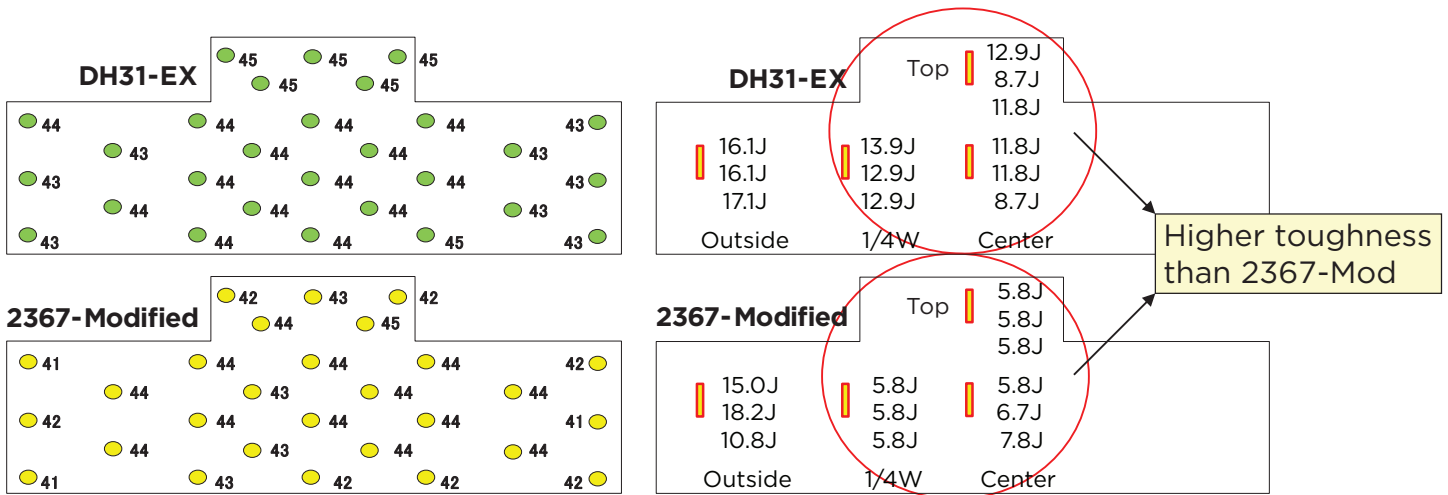 DH31-EX
45 45 45
45 45
44 44 44 44 43
43 44 44 43
43 44 44 44 43
44 44 44 43
43 44 44 45 43
DH31-EX
Top
12.9J
8.7J
11.8J
16.1J 13.9J 11.8J
16.1J 12.9J 11.8J
17.1J 12.9J 8.7J
Outside 1/4W Center
Higher toughness
than 2367-Mod
2367-Modified
42 43 42
44 45
41 44 44 44 42
44 43 44 44
42 44 44 44 41
44 43 44 44
41 43 42 42 42
2367-Modified
Top
5.8J
5.8J
5.8J
15.0J 5.8J 5.8J
18.2J 5.8J 6.7J
10.8J 5.8J 7.8J
Outside 1/4W Center